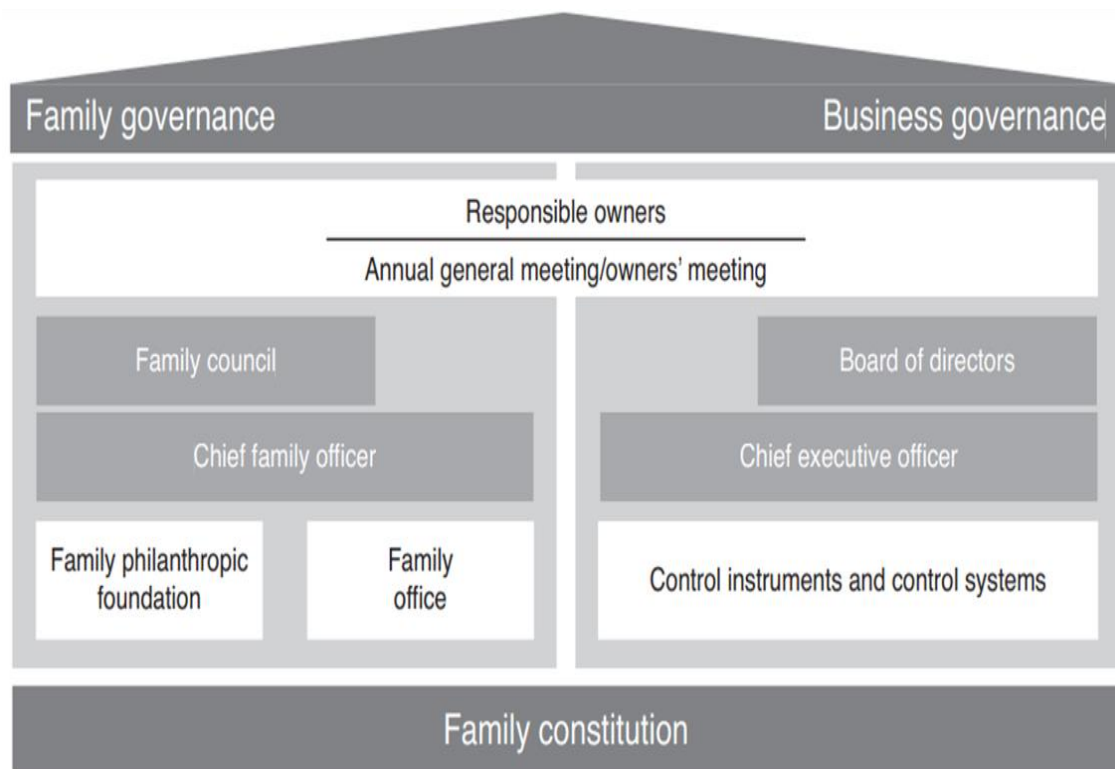 Family governance
Business governance
Responsible owners
Annual general meeting/owners' meeting
Family council
Board of directors
Chief family officer
Chief executive officer
Family philanthropic
foundation
Family
office
Control instruments and control systems
Family constitution